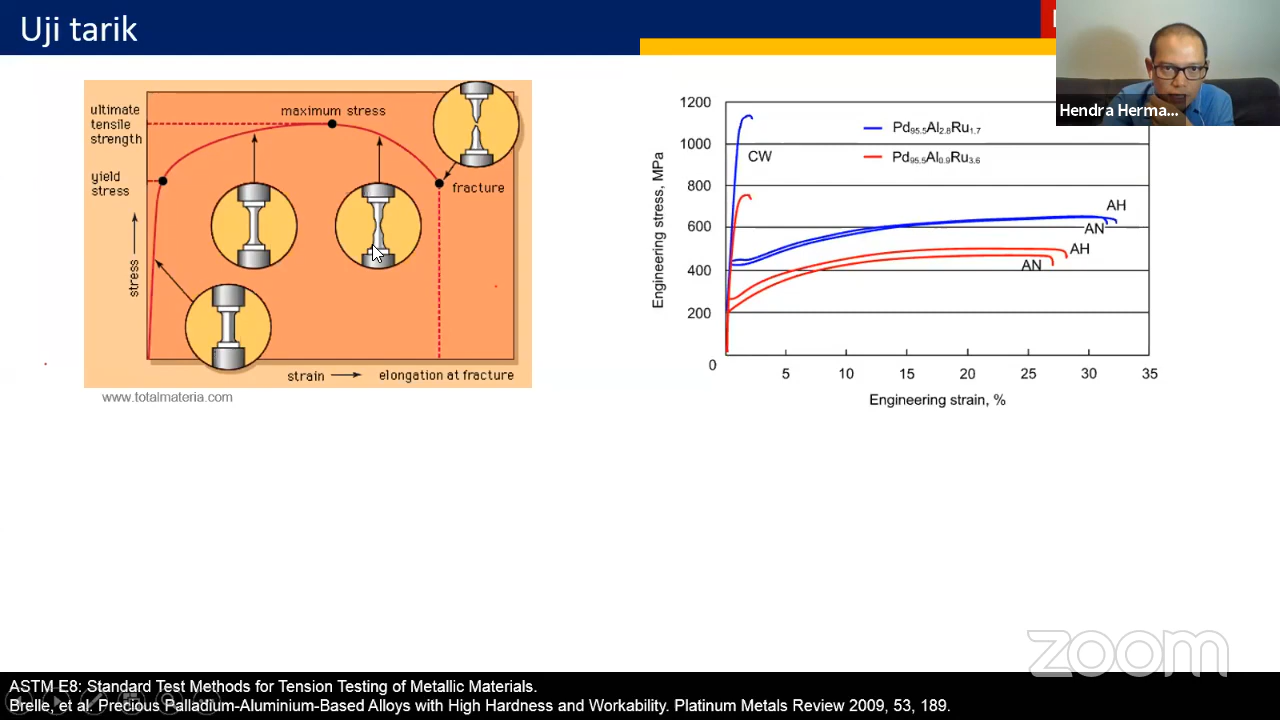 Uji tarik
Hendra Herma...
ultimate
tensile
strength
maximum stress
yield
stress
fracture
stress
strain
elongation at fracture
www.totalmateria.com
1200
1000
800
600
400
200
0
Engineering stress, MPa
Pd95.5Al2.8Ru1.7
Pd95.5Al0.9Ru3.6
CW
AH
AN
AH
AN
5 10 15 20 25 30 35
Engineering strain, %
zoom
ASTM E8: Standard Test Methods for Tension Testing of Metallic Materials.
Brelle, et al. Precious Palladium-Aluminium-Based Alloys with High Hardness and Workability. Platinum Metals Review 2009, 53, 189.